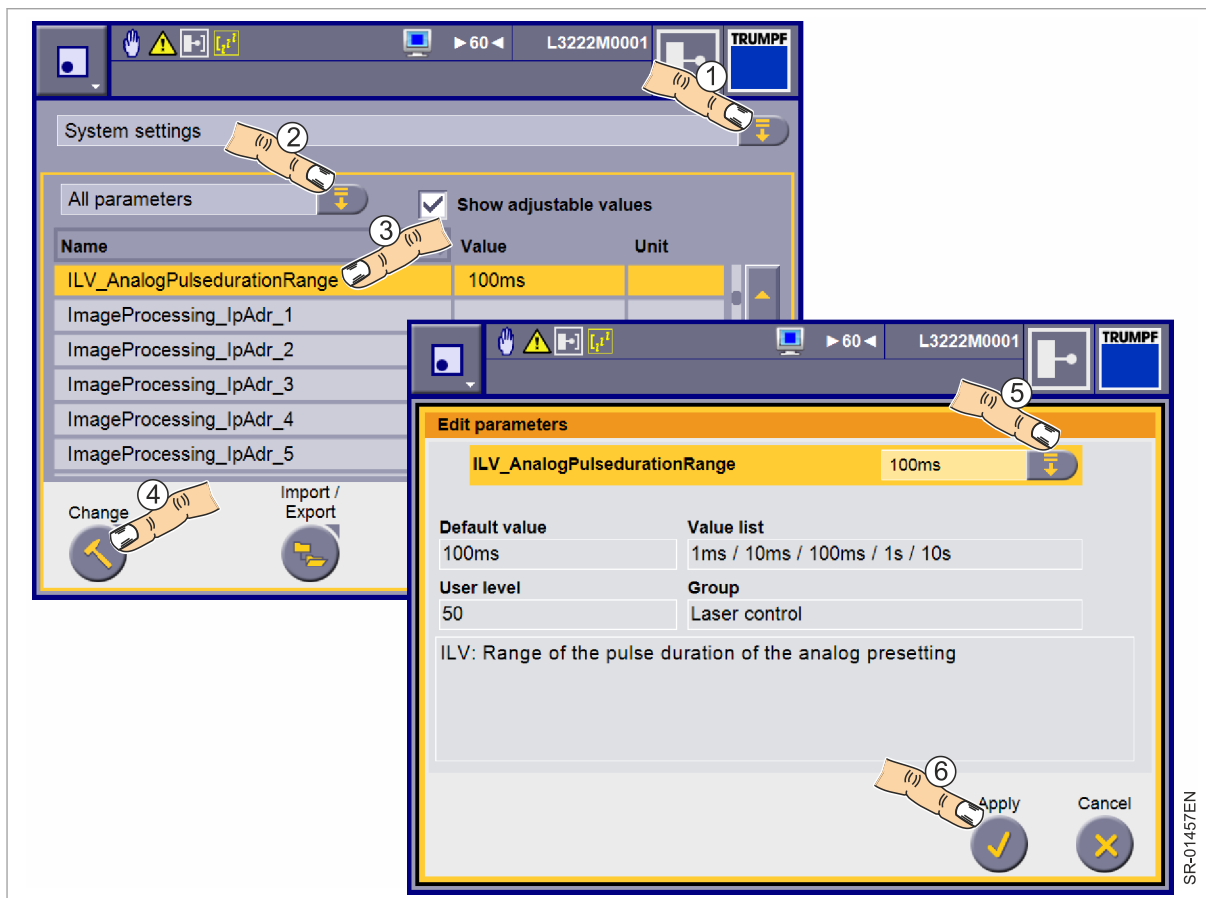 ►60◄ L3222M0001 TRUMPF
1
System settings
2
All parameters
Show adjustable values
3
Name Value Unit
ILV_AnalogPulsedurationRange 100ms
ImageProcessing_IpAdr_1
ImageProcessing_IpAdr_2
ImageProcessing_IpAdr_3
ImageProcessing_IpAdr_4
ImageProcessing_IpAdr_5
4
Change
Import /
Export
►60◄ L3222M0001 TRUMPF
5
Edit parameters
ILV_AnalogPulsedurationRange 100ms
Default value Value list
100ms 1ms / 10ms / 100ms / 1s / 10s
User level Group
50 Laser control
ILV: Range of the pulse duration of the analog presetting
6
Apply Cancel
SR-01457EN